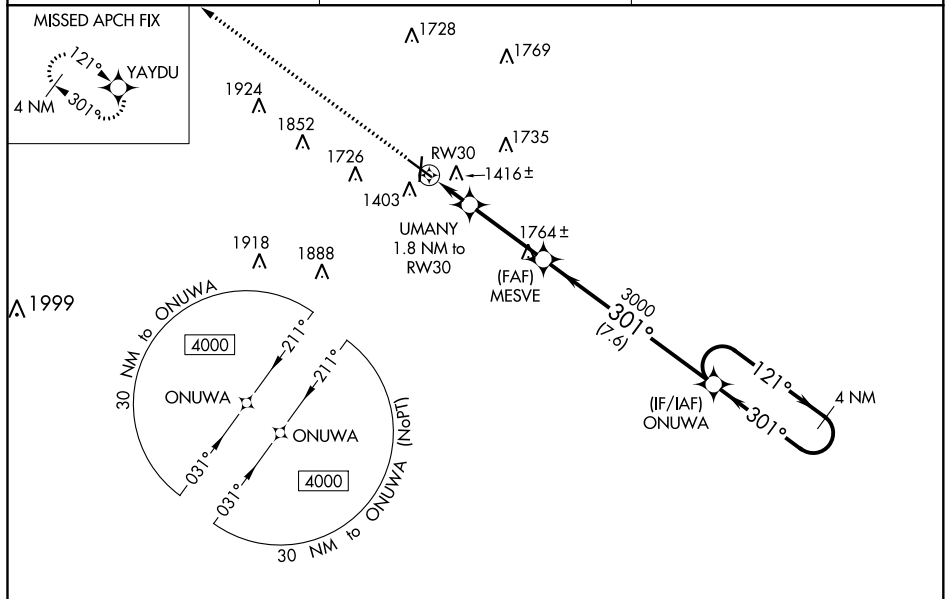 MISSED APCH FIX
121°
YAYDU
4 NM
301°
1728
1769
1924
1852
1726
1735
RW30
1416±
1403
UMANY
1.8 NM to
RW30
1764±
(FAF)
MESVE
1918
1888
1999
3000
301°
(7.6)
30 NM to ONUWA
4000
211°
211°
ONUWA
ONUWA
031°
031°
4000
30 NM to ONUWA (NoPT)
(IF/IAF)
ONUWA
121°
4 NM
301°